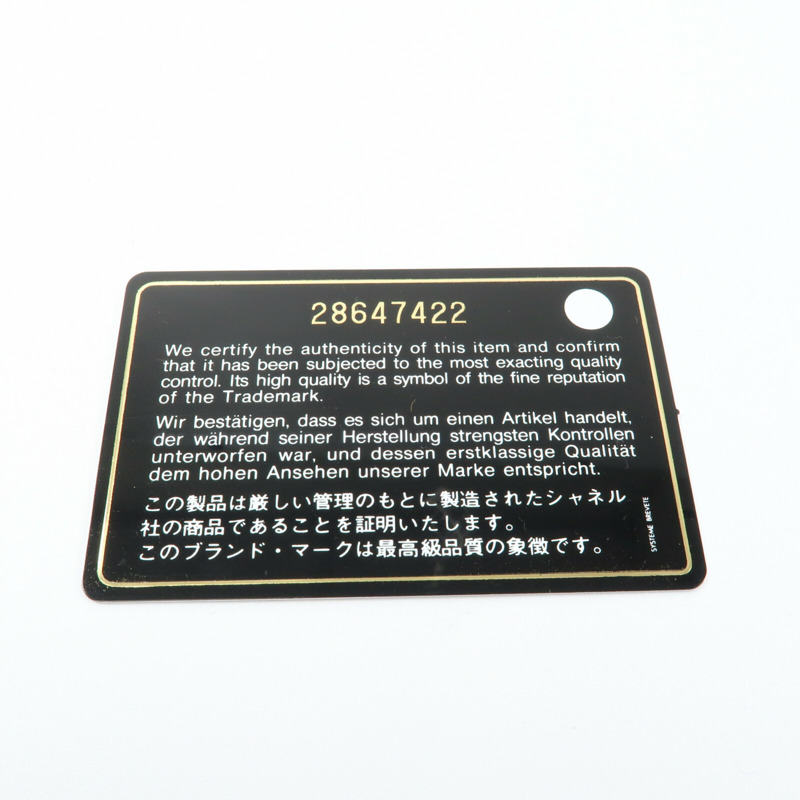 28647422
We certify the authenticity of this item and confirm
that it has been subjected to the most exacting quality
control. Its high quality is a symbol of the fine reputation
of the Trademark.
Wir bestätigen, dass es sich um einen Artikel handelt,
der während seiner Herstellung strengsten Kontrollen
unterworfen war, und dessen erstklassige Qualität
dem hohen Ansehen unserer Marke entspricht.
この製品は厳しい管理のもとに製造されたシャネル
社の商品であることを証明いたします。
このブランド・マークは最高級品質の象徴です。
SYSTEME BREVETE